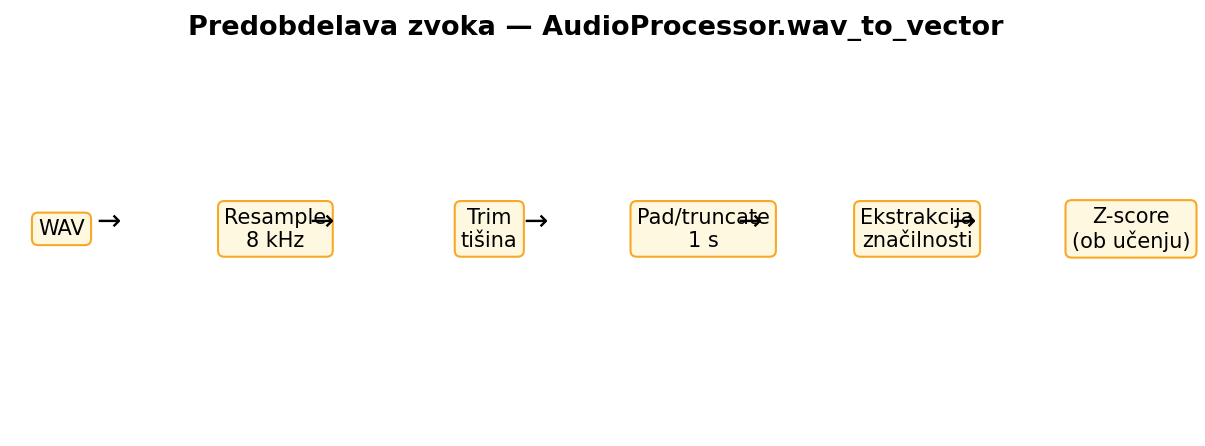 Predobdelava zvoka — AudioProcessor.wav_to_vector
WAV
→
Resample
8 kHz
→
Trim
tišina
→
Pad/truncate
1 s
→
Ekstrakcija
značilnosti
→
Z-score
(ob učenju)